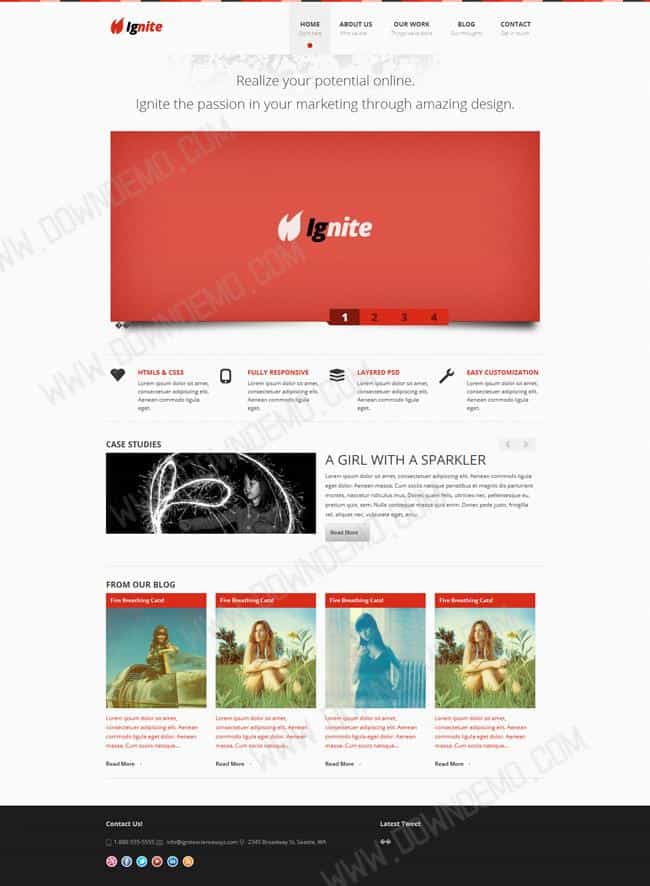 Ignite
HOME
ABOUT US
OUR WORK
BLOG
CONTACT
Start here
Who we are
Things we've done
Our thoughts
Get in touch
Realize your potential online.
Ignite the passion in your marketing through amazing design.
Ignite
1 2 3 4
HTML5 & CSS3
Lorem ipsum dolor sit amet,
consectetuer adipiscing elit.
Aenean commodo ligula
eget.
FULLY RESPONSIVE
Lorem ipsum dolor sit amet,
consectetuer adipiscing elit.
Aenean commodo ligula
eget.
LAYERED PSD
Lorem ipsum dolor sit amet,
consectetuer adipiscing elit.
Aenean commodo ligula
eget.
EASY CUSTOMIZATION
Lorem ipsum dolor sit amet,
consectetuer adipiscing elit.
Aenean commodo ligula
eget.
CASE STUDIES
A GIRL WITH A SPARKLER
Lorem ipsum dolor sit amet, consectetuer adipiscing elit. Aenean commodo ligula
eget dolor. Aenean massa. Cum sociis natoque penatibus et magnis dis parturient
montes, nascetur ridiculus mus. Donec quam felis, ultricies nec, pellentesque eu,
pretium quis, sem. Nulla consequat massa quis enim. Donec pede justo, fringilla
vel, aliquet nec, vulputate eget, arcu.
Read More
FROM OUR BLOG
Fire Breathing Cats!
Lorem ipsum dolor sit amet,
consectetuer adipiscing elit. Aenean
commodo ligula eget dolor. Aenean
massa. Cum sociis natoque...
Read More →
Fire Breathing Cats!
Lorem ipsum dolor sit amet,
consectetuer adipiscing elit. Aenean
commodo ligula eget dolor. Aenean
massa. Cum sociis natoque...
Read More →
Fire Breathing Cats!
Lorem ipsum dolor sit amet,
consectetuer adipiscing elit. Aenean
commodo ligula eget dolor. Aenean
massa. Cum sociis natoque...
Read More →
Fire Breathing Cats!
Lorem ipsum dolor sit amet,
consectetuer adipiscing elit. Aenean
commodo ligula eget dolor. Aenean
massa. Cum sociis natoque...
Read More →
Contact Us!
1.888.555-5555 info@ignitesciencewayz.com 2345 Broadway St, Seattle, WA
Latest Tweet
WWW.DOWNDEMO.COM
WWW.DOWNDEMO.COM
WWW.DOWNDEMO.COM
WWW.DOWNDEMO.COM
WWW.DOWNDEMO.COM